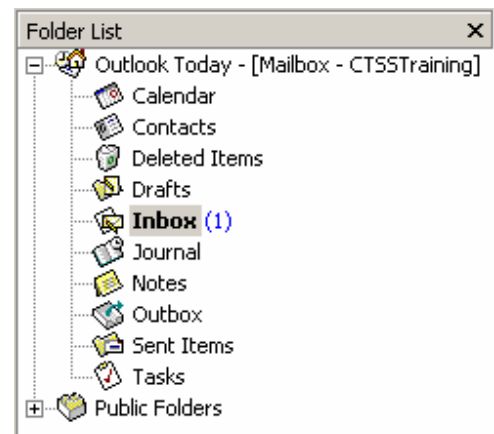 Folder List
Outlook Today - [Mailbox - CTSSTraining]
Calendar
Contacts
Deleted Items
Drafts
Inbox (1)
Journal
Notes
Outbox
Sent Items
Tasks
Public Folders